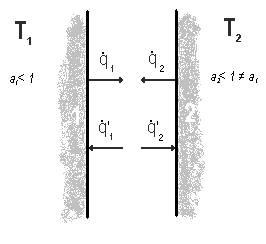 T₁
T₂
q̇₁
q̇₂
a₁< 1
a₂< 1 ≠ a₁
1
2
q̇'₁
q̇'₂